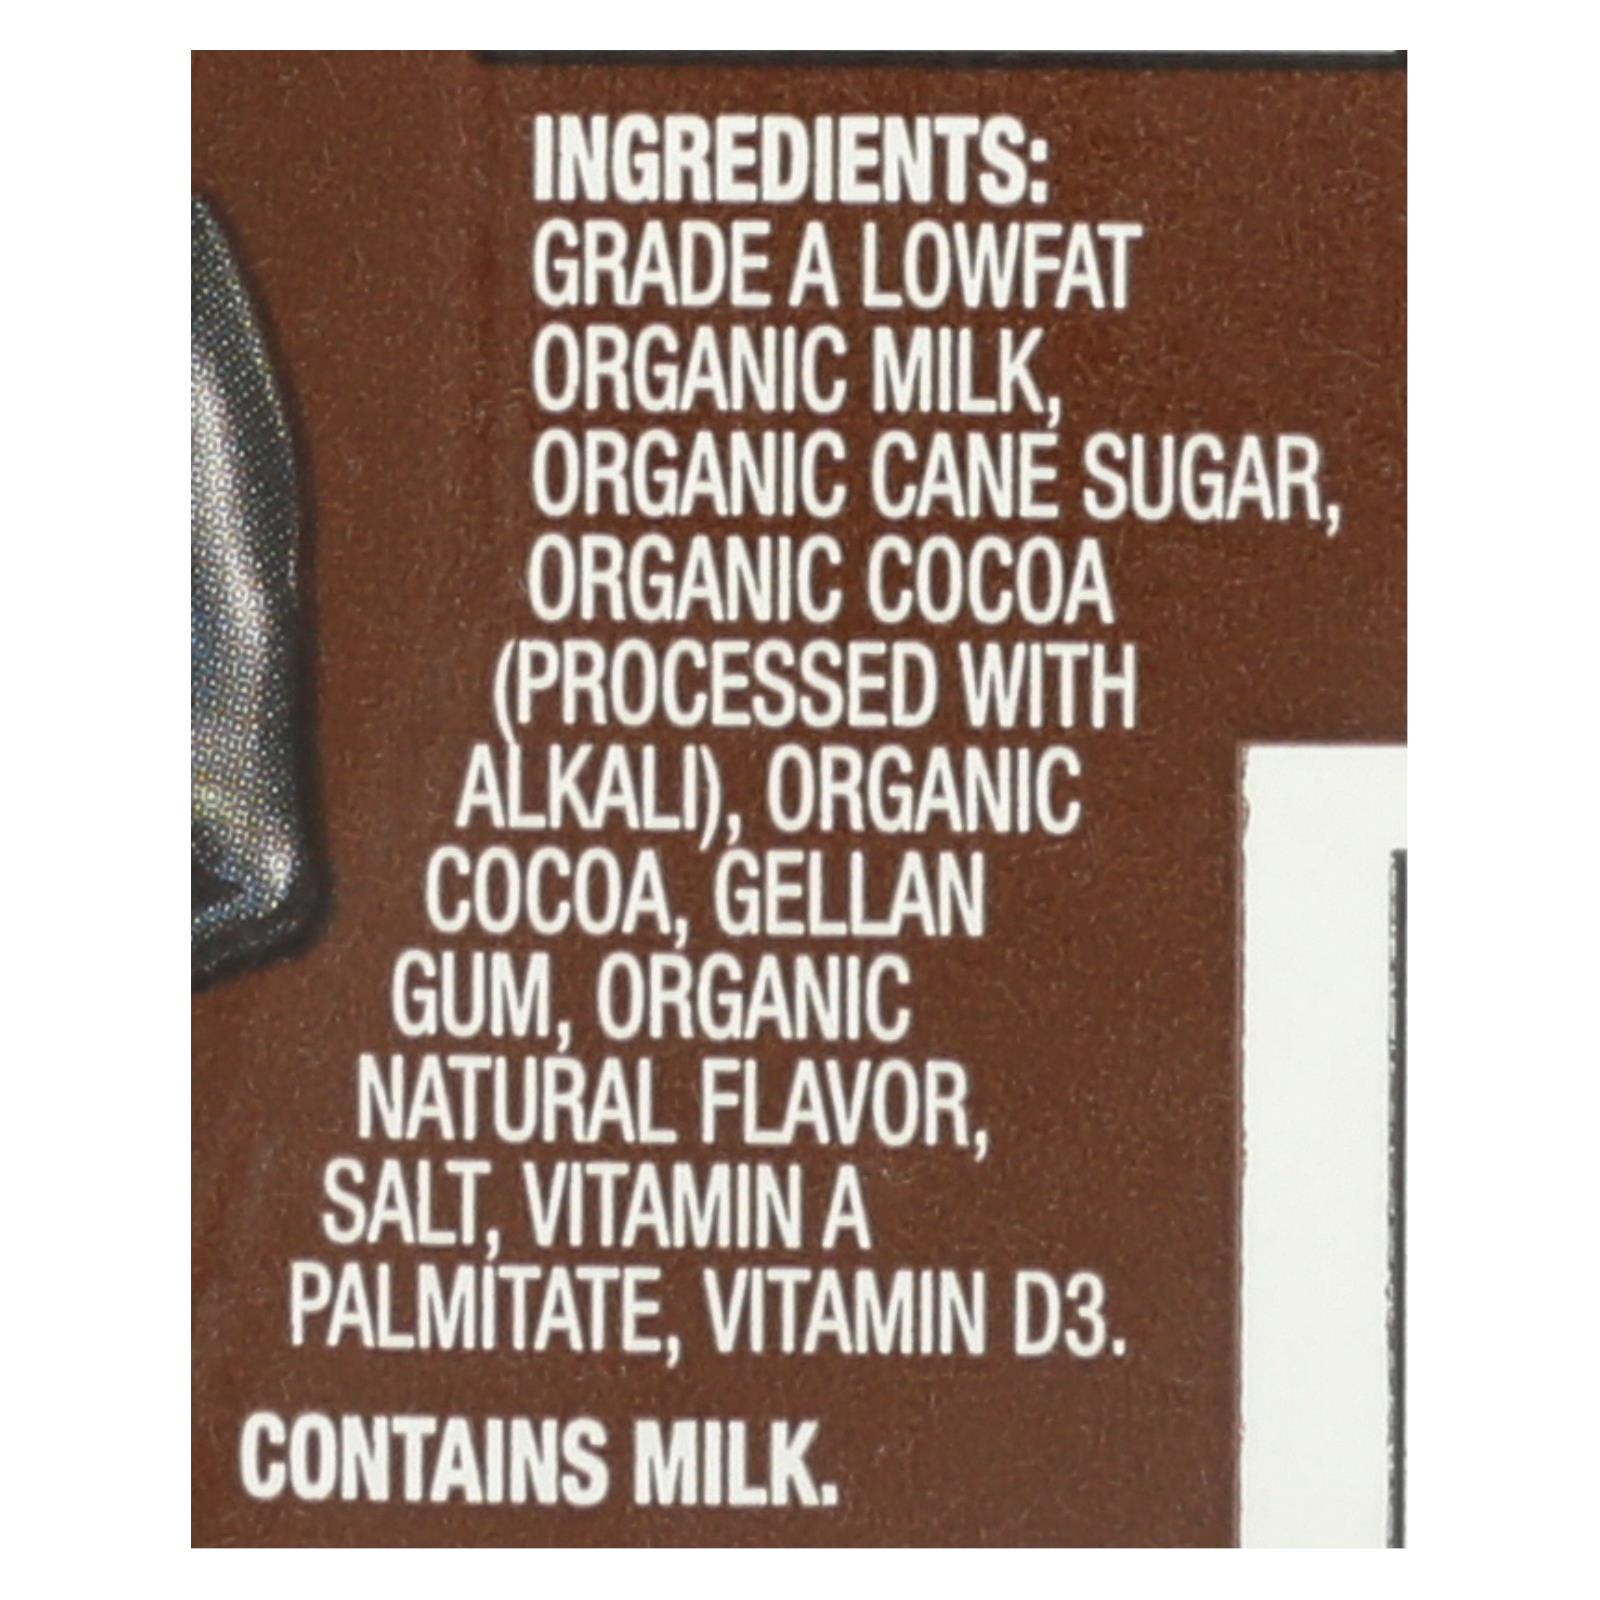 INGREDIENTS:
GRADE A LOWFAT
ORGANIC MILK,
ORGANIC CANE SUGAR,
ORGANIC COCOA
(PROCESSED WITH
ALKALI), ORGANIC
COCOA, GELLAN
GUM, ORGANIC
NATURAL FLAVOR,
SALT, VITAMIN A
PALMITATE, VITAMIN D3.
CONTAINS MILK.